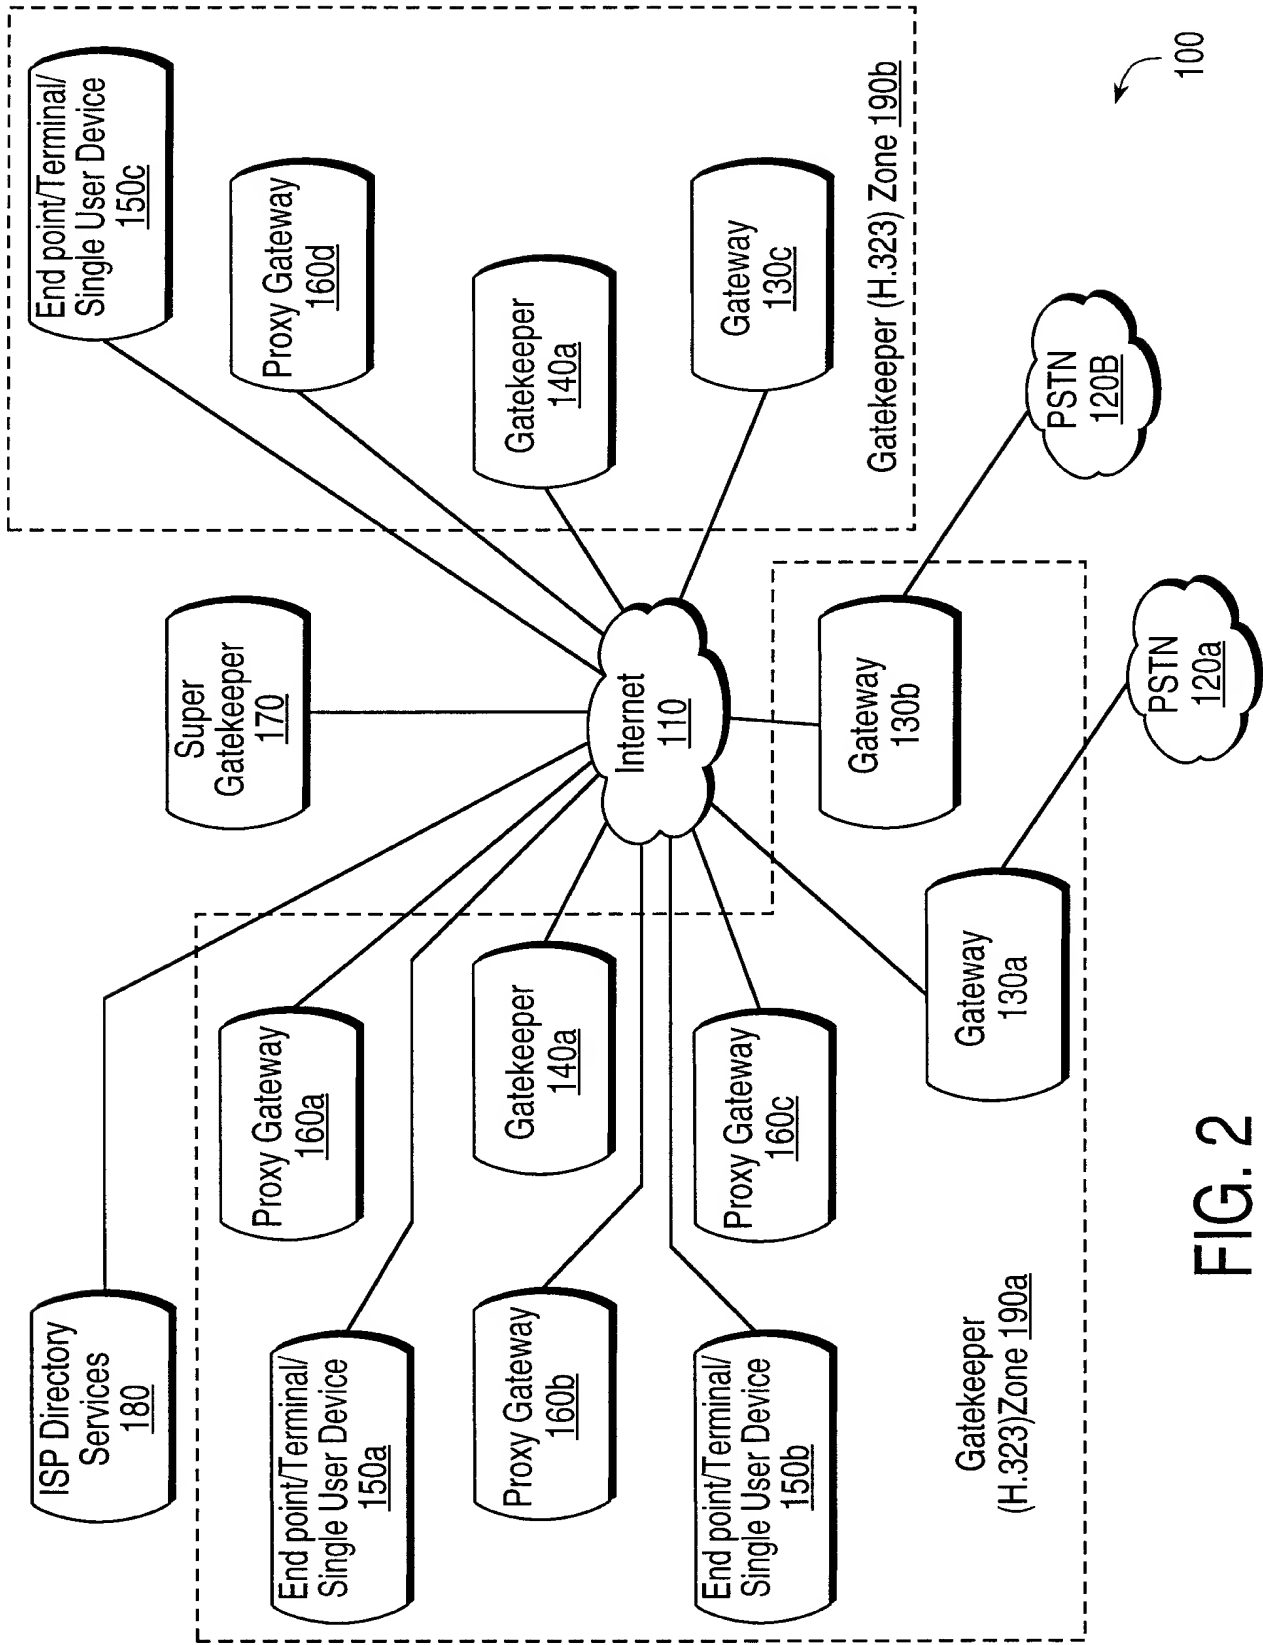 ISP Directory
Services
180
End point/Terminal/
Single User Device
150a
Proxy Gateway
160b
End point/Terminal/
Single User Device
150b
Gatekeeper
(H.323)Zone 190a
Proxy Gateway
160a
Gatekeeper
140a
Proxy Gateway
160c
Gateway
130a
Super
Gatekeeper
170
Internet
110
Gateway
130b
PSTN
120a
PSTN
120B
End point/Terminal/
Single User Device
150c
Proxy Gateway
160d
Gatekeeper
140a
Gateway
130c
Gatekeeper (H.323) Zone 190b
100
FIG. 2